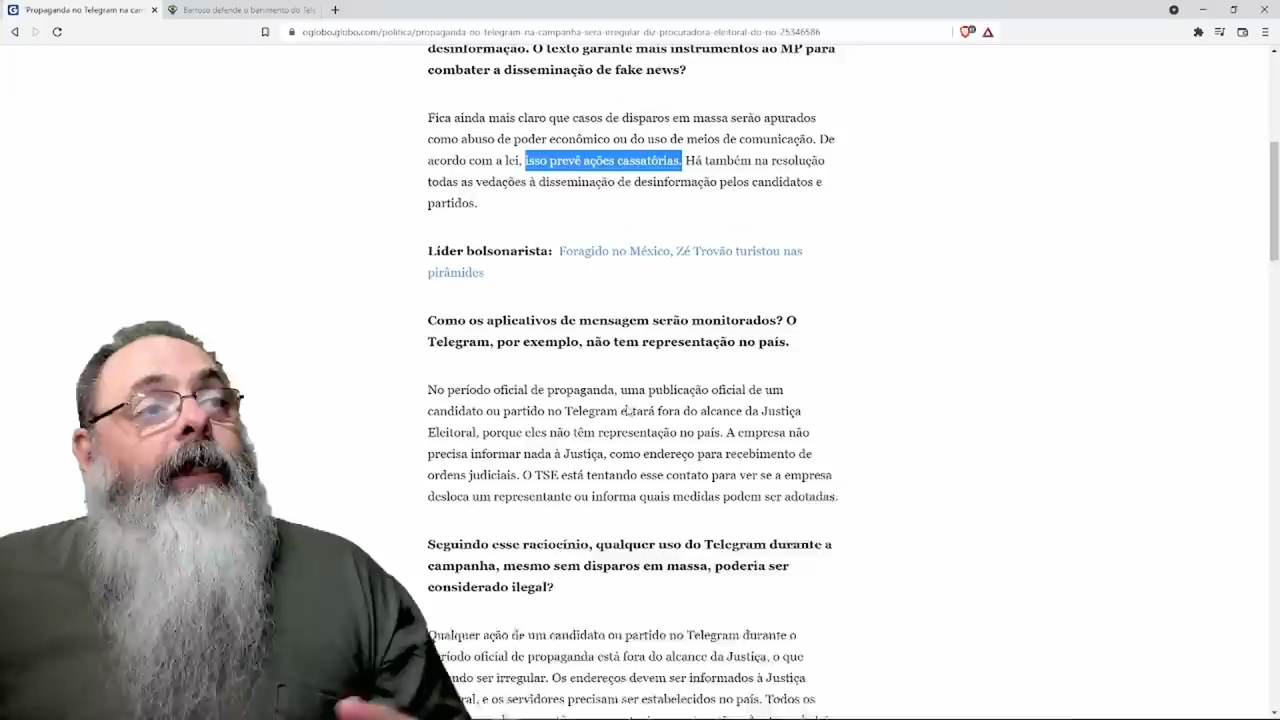 'Propaganda no Telegram na cam
Barroso defende o banimento do Tele
oglobo.globo.com/politica/propaganda-no-telegram-na-campanha-sera-irregular-diz-procuradora-eleitoral-do-rio-25346586
desinformação. O texto garante mais instrumentos ao MP para
combater a disseminação de fake news?
Fica ainda mais claro que casos de disparos em massa serão apurados
como abuso de poder econômico ou do uso de meios de comunicação. De
acordo com a lei, isso prevê ações cassatórias. Há também na resolução
todas as vedações à disseminação de desinformação pelos candidatos e
partidos.
Líder bolsonarista: Foragido no México, Zé Trovão turistou nas
pirâmides
Como os aplicativos de mensagem serão monitorados? O
Telegram, por exemplo, não tem representação no país.
No período oficial de propaganda, uma publicação oficial de um
candidato ou partido no Telegram estará fora do alcance da Justiça
Eleitoral, porque eles não têm representação no país. A empresa não
precisa informar nada à Justiça, como endereço para recebimento de
ordens judiciais. O TSE está tentando esse contato para ver se a empresa
desloca um representante ou informa quais medidas podem ser adotadas.
Seguindo esse raciocínio, qualquer uso do Telegram durante a
campanha, mesmo sem disparos em massa, poderia ser
considerado ilegal?
Qualquer ação de um candidato ou partido no Telegram durante o
período oficial de propaganda está fora do alcance da Justiça, o que
ser irregular. Os endereços devem ser informados à Justiça
e os servidores precisam ser estabelecidos no país. Todos os